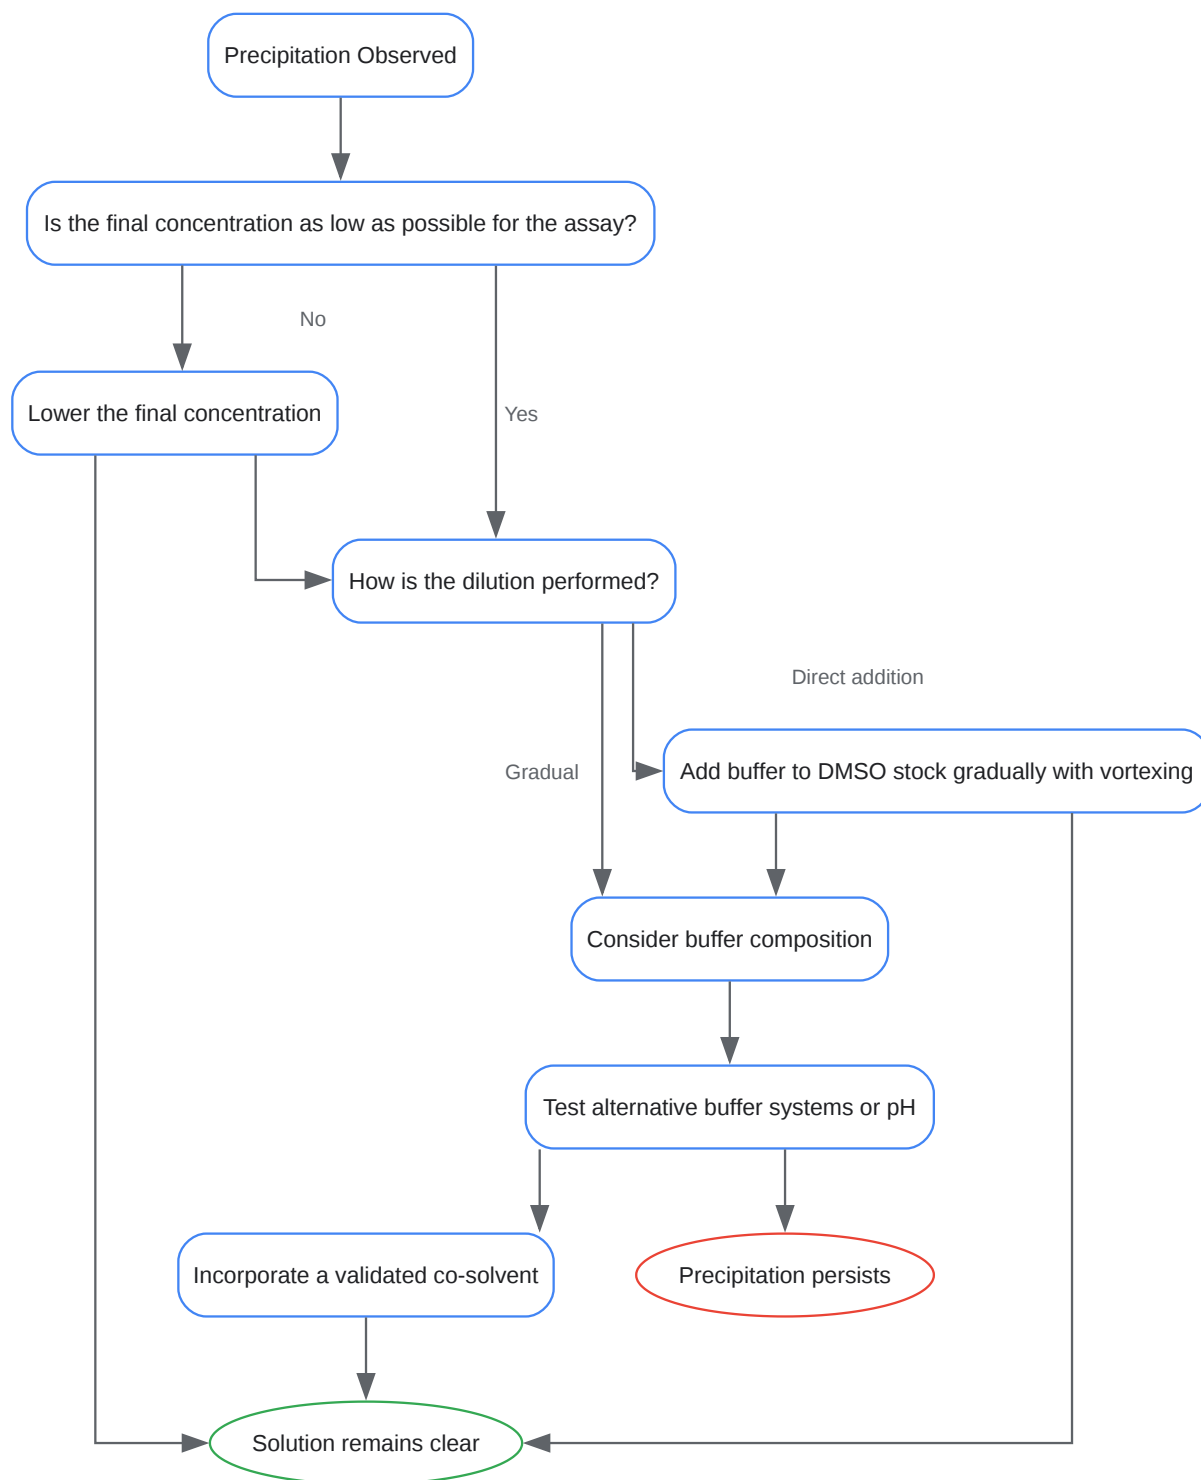 Precipitation Observed
Is the final concentration as low as possible for the assay?
No
Lower the final concentration
Yes
How is the dilution performed?
Direct addition
Gradual
Add buffer to DMSO stock gradually with vortexing
Consider buffer composition
Test alternative buffer systems or pH
Incorporate a validated co-solvent
Precipitation persists
Solution remains clear